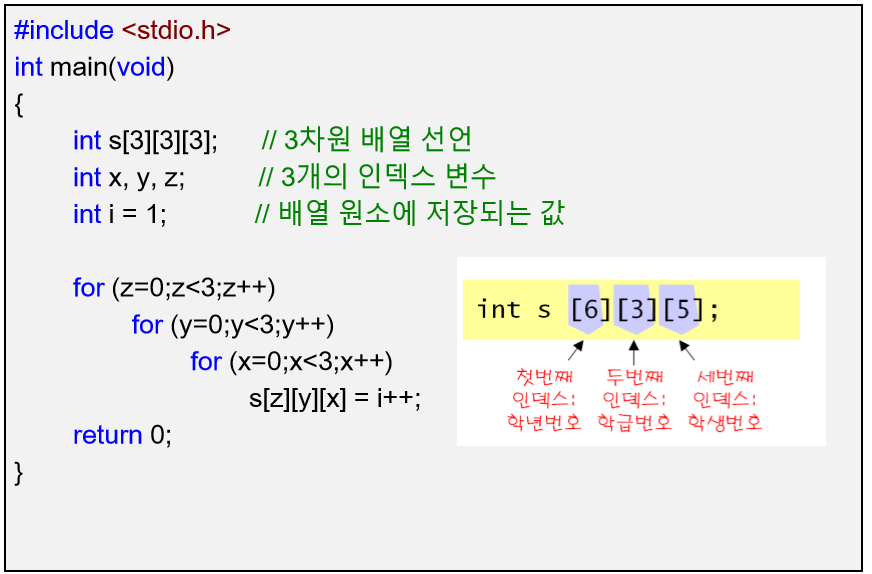 #include <stdio.h>
int main(void)
{
int s[3][3][3]; // 3차원 배열 선언
int x, y, z; // 3개의 인덱스 변수
int i = 1; // 배열 원소에 저장되는 값
for (z=0;z<3;z++)
for (y=0;y<3;y++)
for (x=0;x<3;x++)
s[z][y][x] = i++;
return 0;
}
int s [6][3][5];
첫번째
인덱스:
학년번호
두번째
인덱스:
학급번호
세번째
인덱스:
학생번호